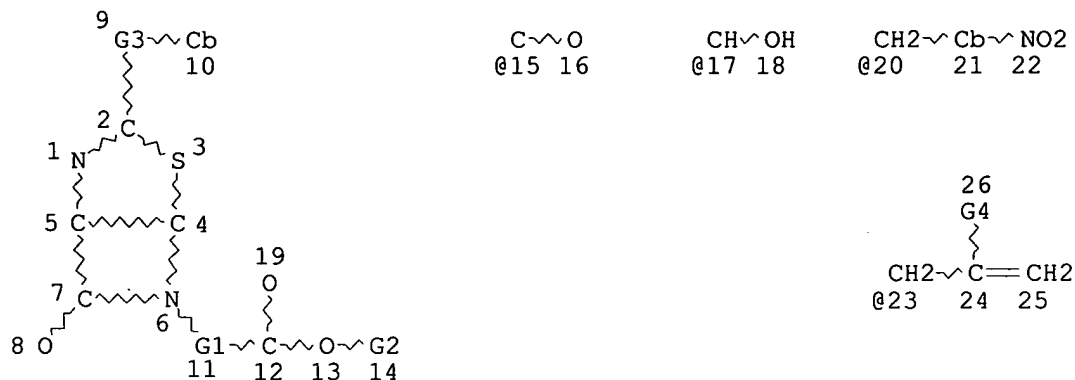 9
G3 Cb C O CH OH CH2 Cb NO2
10 @15 16 @17 18 @20 21 22
2 C
1 N S 3
26
5 C C 4 G4
19
O CH2 C CH2
7 C N @23 24 25
6
8 O G1 C O G2
11 12 13 14